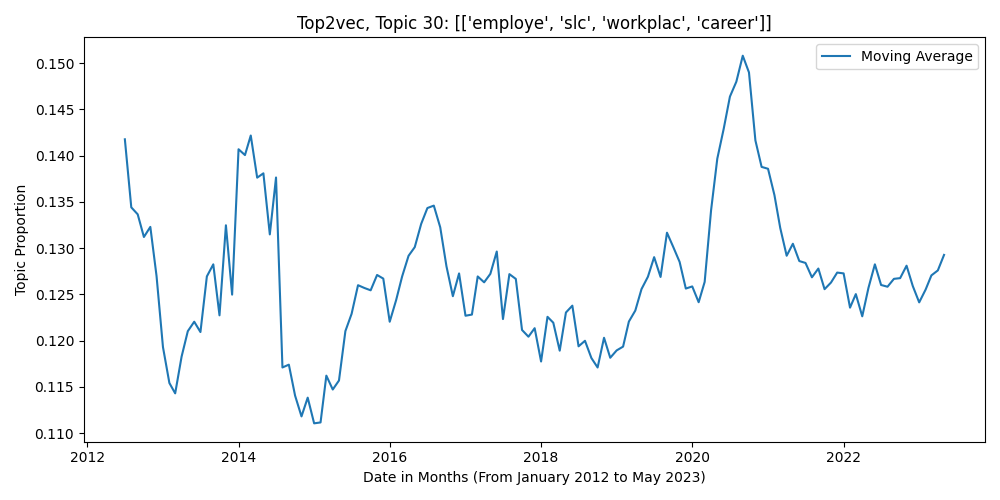 Top2vec, Topic 30: [['employe', 'slc', 'workplac', 'career']]
Moving Average
Topic Proportion
0.150
0.145
0.140
0.135
0.130
0.125
0.120
0.115
0.110
2012 2014 2016 2018 2020 2022
Date in Months (From January 2012 to May 2023)